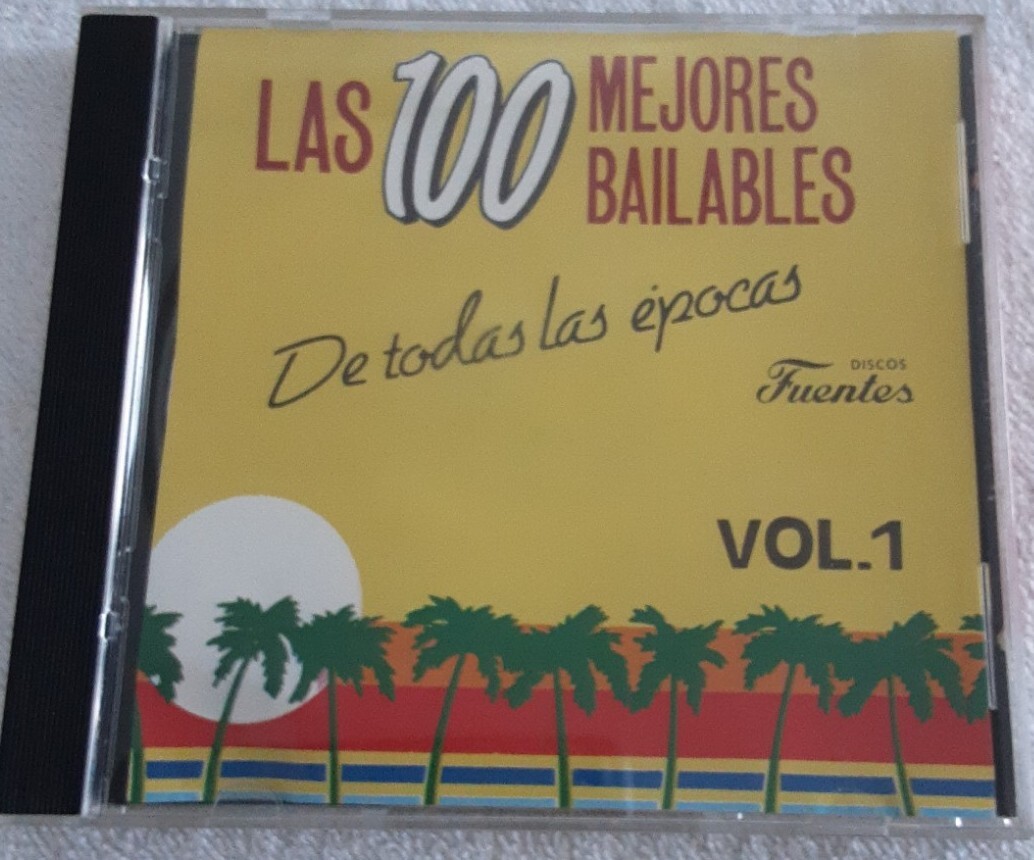 LAS 100 MEJORES
BAILABLES
De todas las épocas
DISCOS
Fuentes
VOL.1